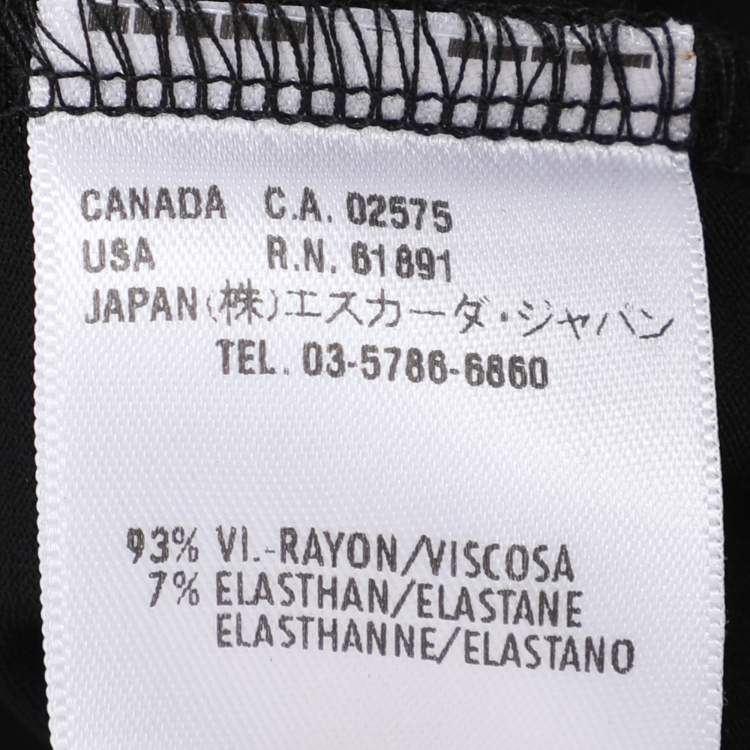 CANADA C.A. 02575
USA R.N. 61891
JAPAN (株)エスカーダ・ジャパン
TEL. 03-5786-6860
93% VI.-RAYON/VISCOSA
7% ELASTHAN/ELASTANE
ELASTHANNE/ELASTANO